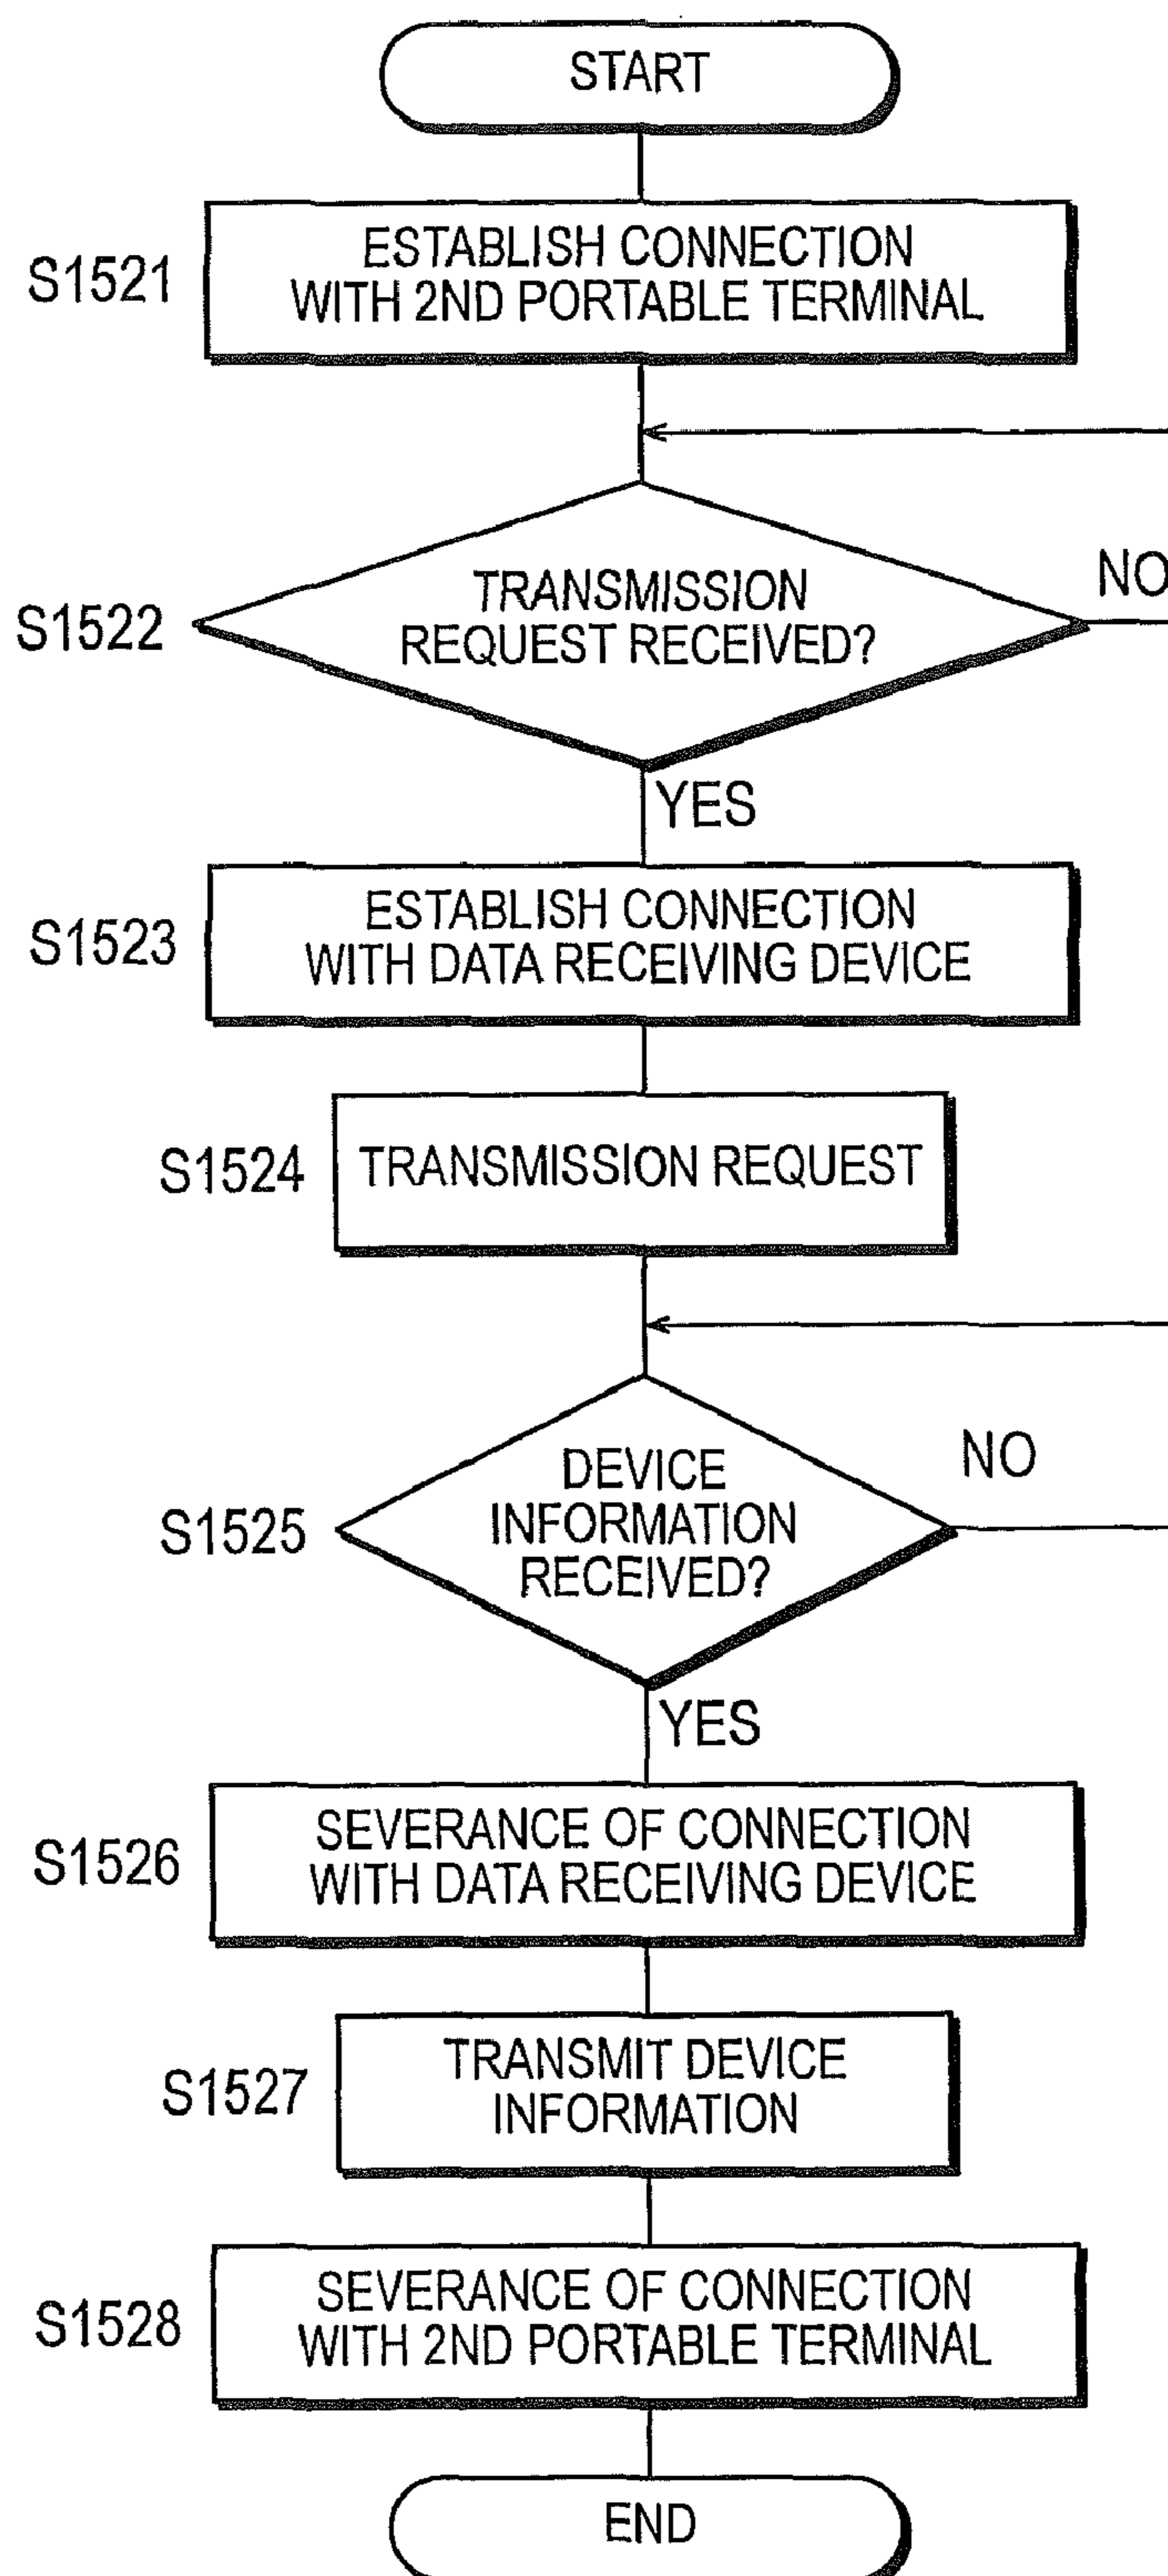 START
S1521
ESTABLISH CONNECTION
WITH 2ND PORTABLE TERMINAL
S1522
TRANSMISSION
REQUEST RECEIVED?
NO
YES
S1523
ESTABLISH CONNECTION
WITH DATA RECEIVING DEVICE
S1524
TRANSMISSION REQUEST
S1525
DEVICE
INFORMATION
RECEIVED?
NO
YES
S1526
SEVERANCE OF CONNECTION
WITH DATA RECEIVING DEVICE
S1527
TRANSMIT DEVICE
INFORMATION
S1528
SEVERANCE OF CONNECTION
WITH 2ND PORTABLE TERMINAL
END